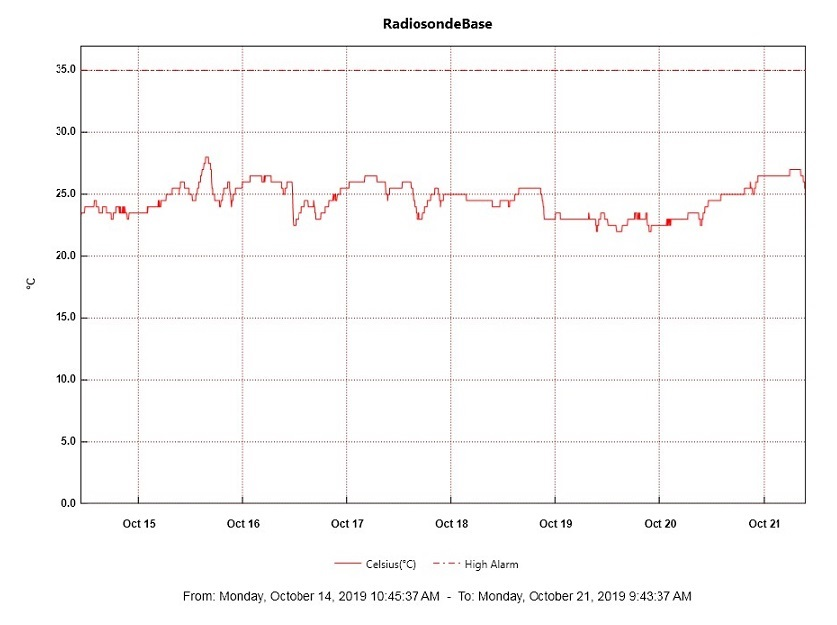 RadiosondeBase
35.0
30.0
25.0
20.0
°C
15.0
10.0
5.0
0.0
Oct 15 Oct 16 Oct 17 Oct 18 Oct 19 Oct 20 Oct 21
Celsius(°C) High Alarm
From: Monday, October 14, 2019 10:45:37 AM - To: Monday, October 21, 2019 9:43:37 AM